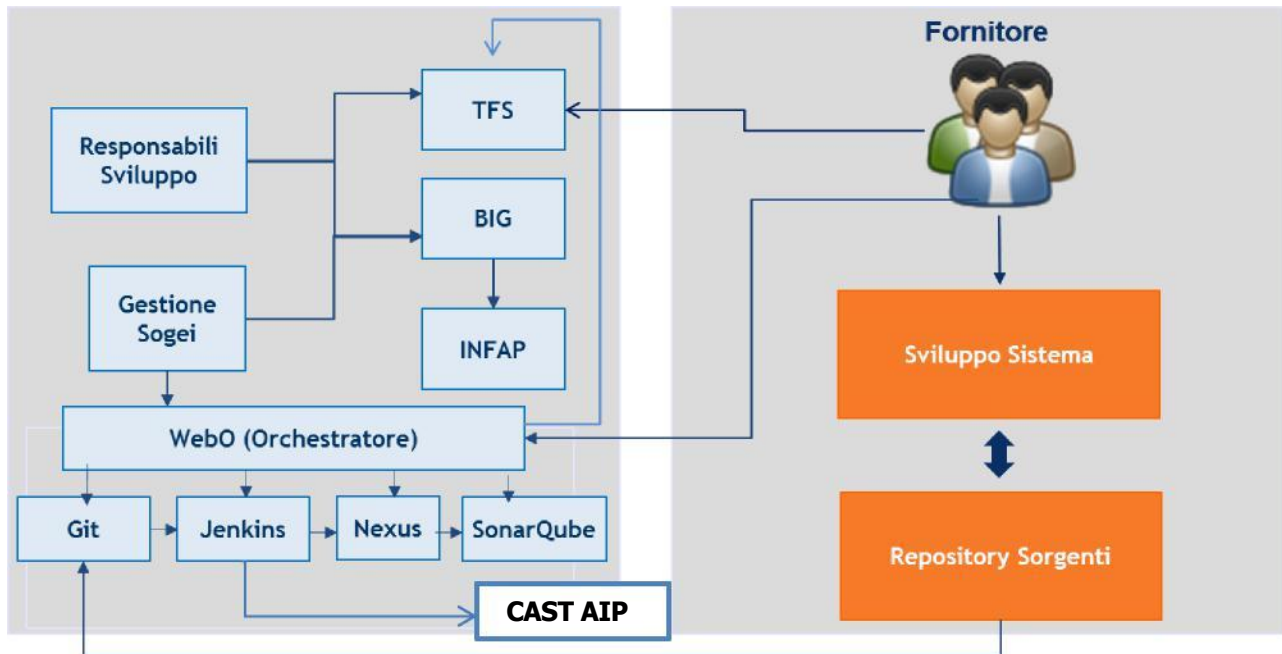 Fornitore
TFS
Responsabili
Sviluppo
BIG
Gestione
Sogei
INFAP
Sviluppo Sistema
WebO (Orchestratore)
Git
Jenkins
Nexus
SonarQube
Repository Sorgenti
CAST AIP